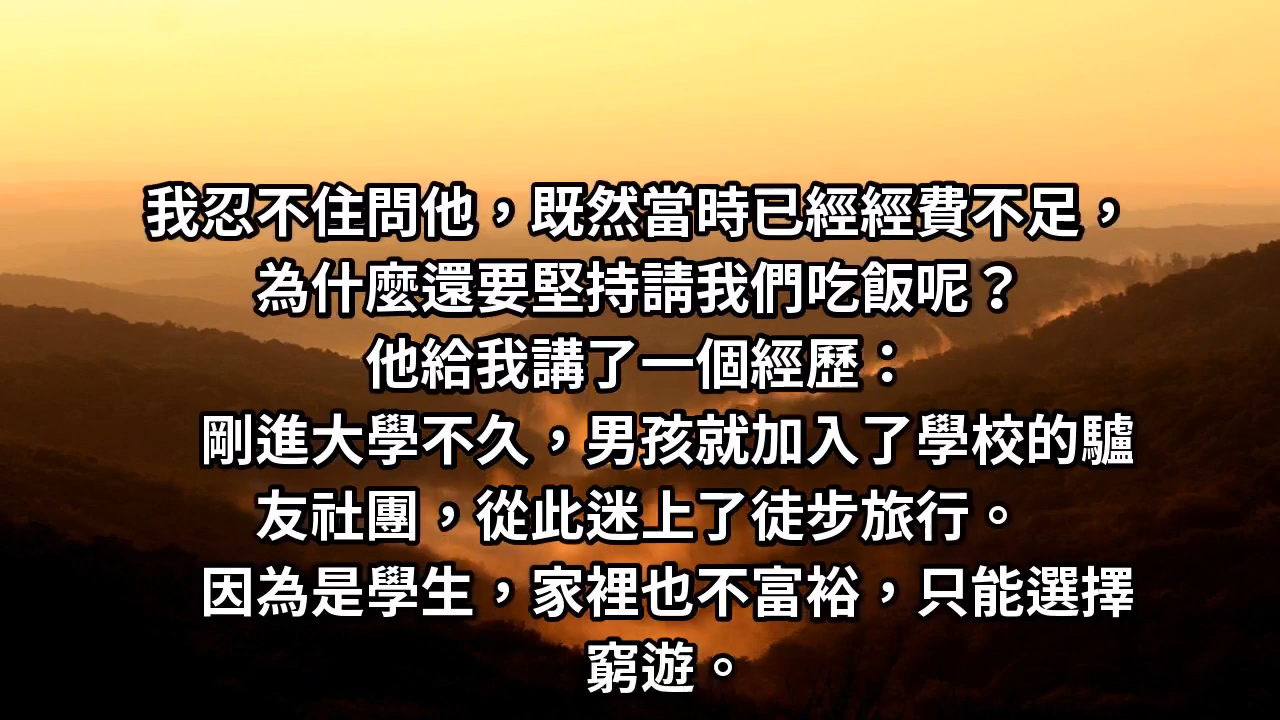 我忍不住問他，既然當時已經經費不足，
為什麼還要堅持請我們吃飯呢？
他給我講了一個經歷：
剛進大學不久，男孩就加入了學校的驢
友社團，從此迷上了徒步旅行。
因為是學生，家裡也不富裕，只能選擇
窮遊。